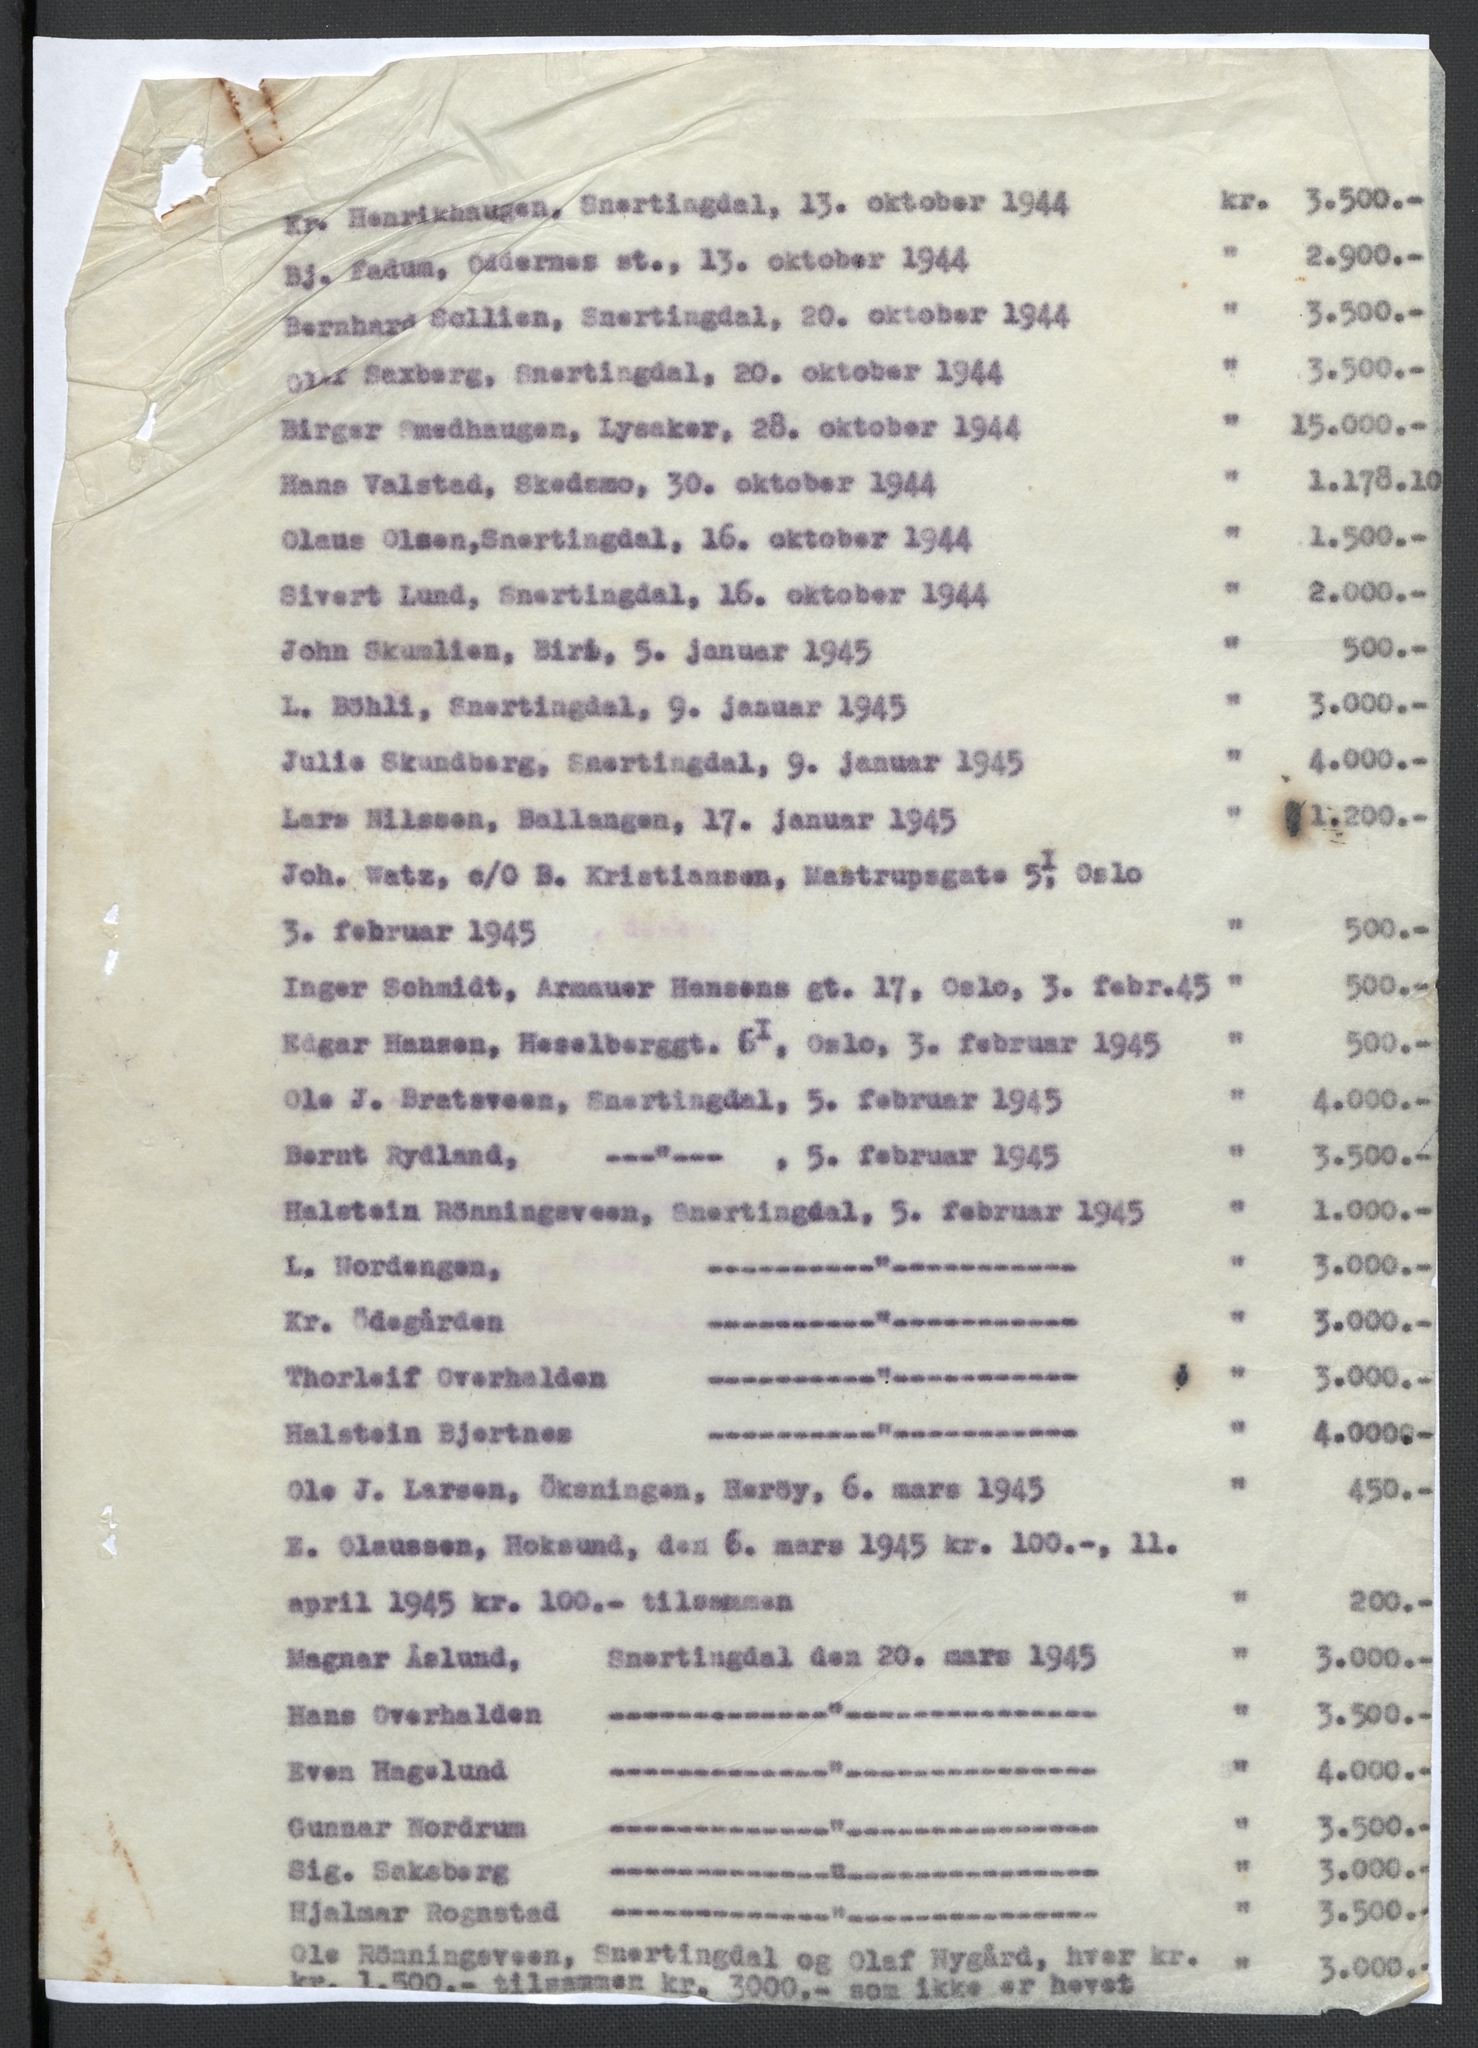 Kr. Henrikhaugen, Snertingdal, 13. oktober 1944 kr. 3.500.-
Bj. Fadum, Oddernes st., 13. oktober 1944 " 2.900.-
Bernhard Sollien, Snertingdal, 20. oktober 1944 " 3.500.-
Olaf Saxberg, Snertingdal, 20. oktober 1944 " 3.500.-
Birger Smedhaugen, Lysaker, 28. oktober 1944 " 15.000.-
Hans Valstad, Skedsmo, 30. oktober 1944 " 1.178.10
Olaus Olsen,Snertingdal, 16. oktober 1944 " 1.500.-
Sivert Lund, Snertingdal, 16. oktober 1944 " 2.000.-
John Skumlien, Biri, 5. januar 1945 " 500.-
L. Böhli, Snertingdal, 9. januar 1945 " 3.000.-
Julie Skundberg, Snertingdal, 9. januar 1945 " 4.000.-
Lars Nilssen, Ballangen, 17. januar 1945 " 1.200.-
Joh. Watz, c/O B. Kristiansen, Mastrupsgate 5I, Oslo
3. februar 1945 " 500.-
Inger Schmidt, Armauer Hansens gt. 17, Oslo, 3. febr.45 " 500.-
Edgar Hansen, Heselberggt. 6I, Oslo, 3. februar 1945 " 500.-
Ole J. Bratsveen, Snertingdal, 5. februar 1945 " 4.000.-
Bernt Rydland, ---"--- , 5. februar 1945 " 3.500.-
Halstein Rönningsveen, Snertingdal, 5. februar 1945 " 1.000.-
L. Nordengen, ----------"----------- " 3.000.-
Kr. Ödegården ----------"----------- " 3.000.-
Thorleif Overhalden ----------"----------- " 3.000.-
Halstein Bjertnes ----------"----------- " 4.0000.-
Ole J. Larsen, Öksningen, Heröy, 6. mars 1945 " 450.-
E. Olaussen, Hoksund, den 6. mars 1945 kr. 100.-, 11.
april 1945 kr. 100.- tilsammen " 200.-
Magnar Åslund, Snertingdal den 20. mars 1945 " 3.000.-
Hans Overhalden -------------"--------------- " 3.500.-
Even Hagelund -------------"--------------- " 4.000.-
Gunnar Nordrum -------------"--------------- " 3.500.-
Sig. Saksberg -------------"--------------- " 3.000.-
Hjalmar Rognstad -------------"--------------- " 3.500.-
Ole Rönningsveen, Snertingdal og Olaf Nygård, hver kr. " 3.000.-
kr. 1.500.- tilsammen kr. 3000.- som ikke er hevet